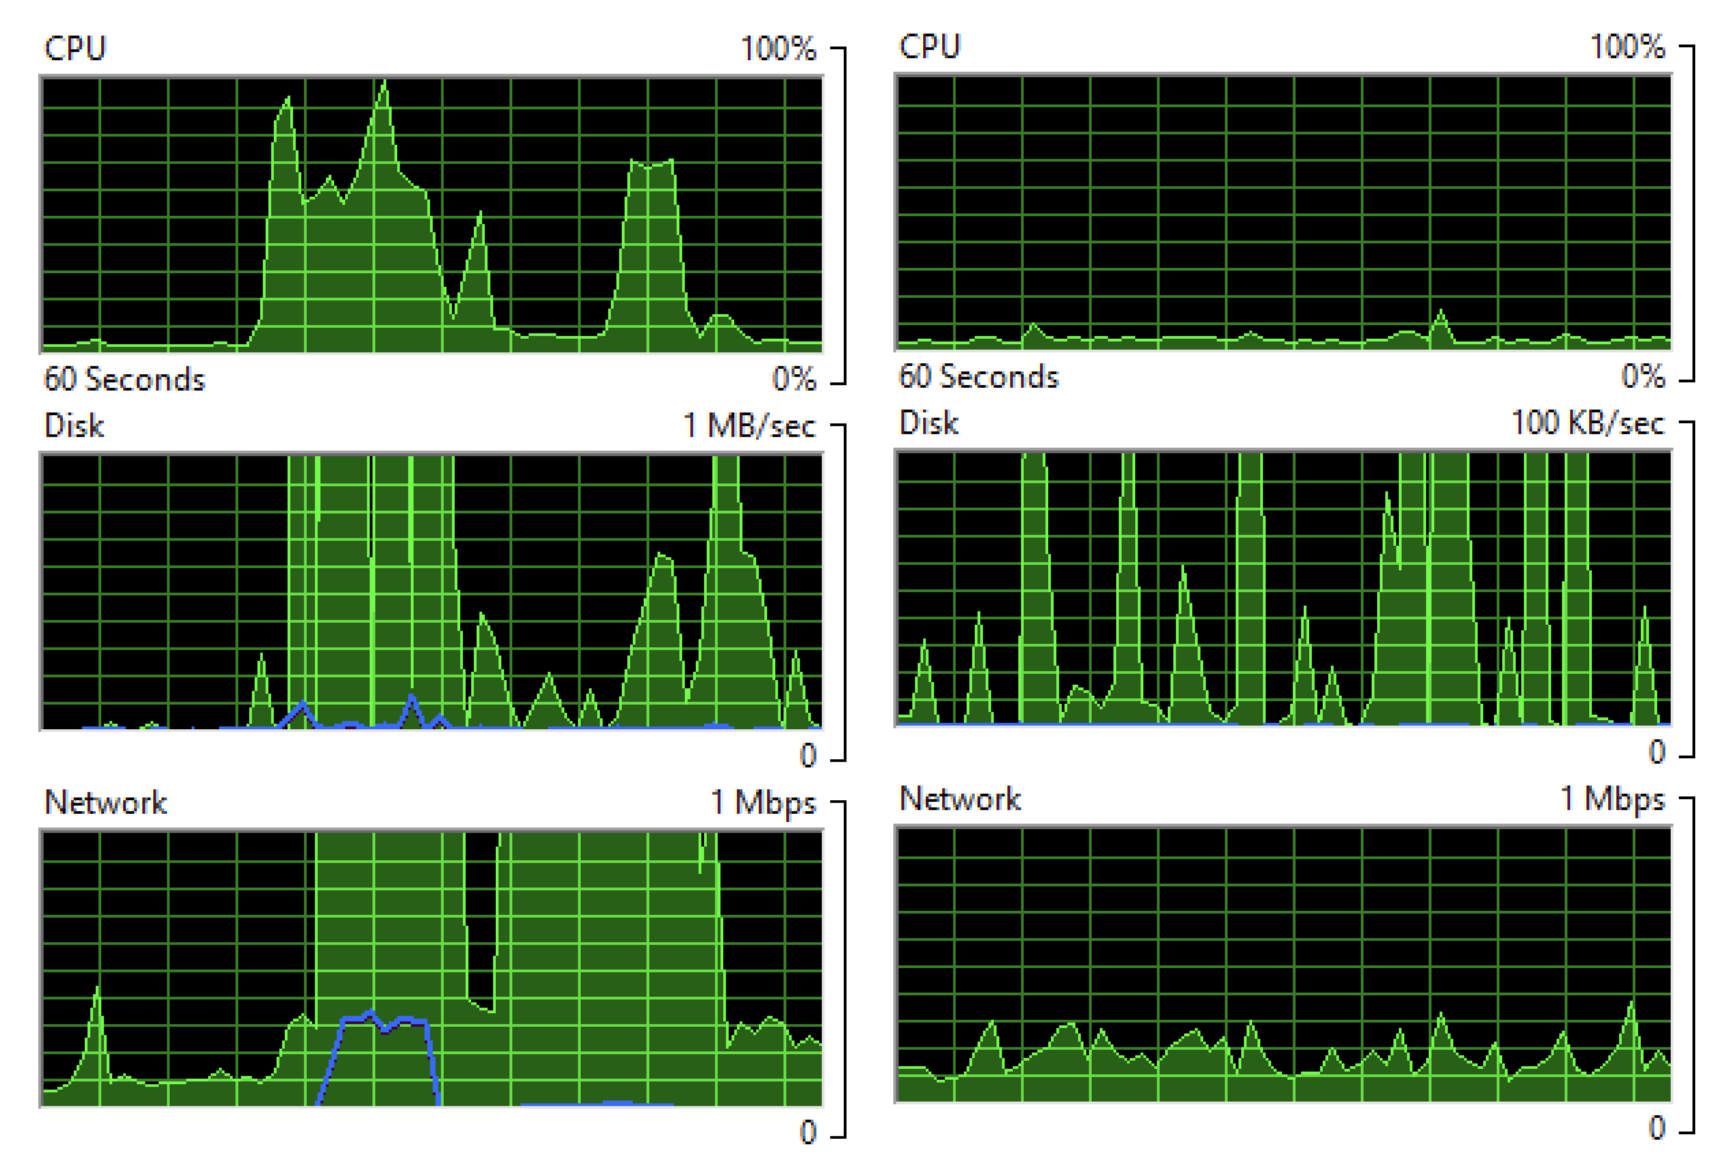 CPU 100%
60 Seconds 0%
Disk 1 MB/sec
0
Network 1 Mbps
0
CPU 100%
60 Seconds 0%
Disk 100 KB/sec
0
Network 1 Mbps
0